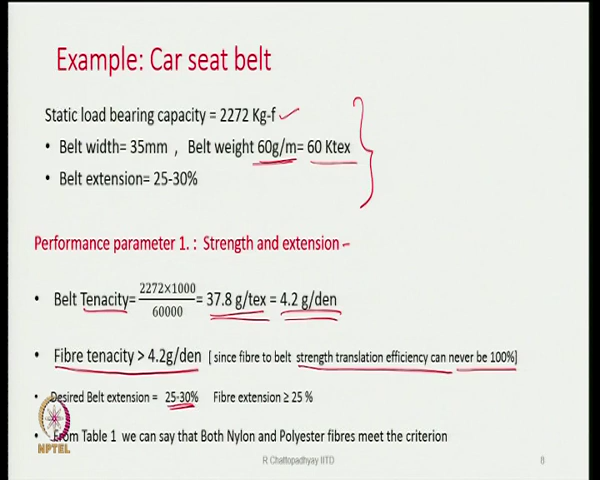 Example: Car seat belt
Static load bearing capacity = 2272 Kg-f
• Belt width= 35mm , Belt weight 60g/m= 60 Ktex
• Belt extension= 25-30%
Performance parameter 1. : Strength and extension
• Belt Tenacity= 2272×1000 / 60000 = 37.8 g/tex = 4.2 g/den
• Fibre tenacity > 4.2g/den [ since fibre to belt strength translation efficiency can never be 100%]
• Desired Belt extension = 25-30% Fibre extension ≥ 25 %
• From Table 1 we can say that Both Nylon and Polyester fibres meet the criterion
NPTEL
R Chattopadhyay IITD
8